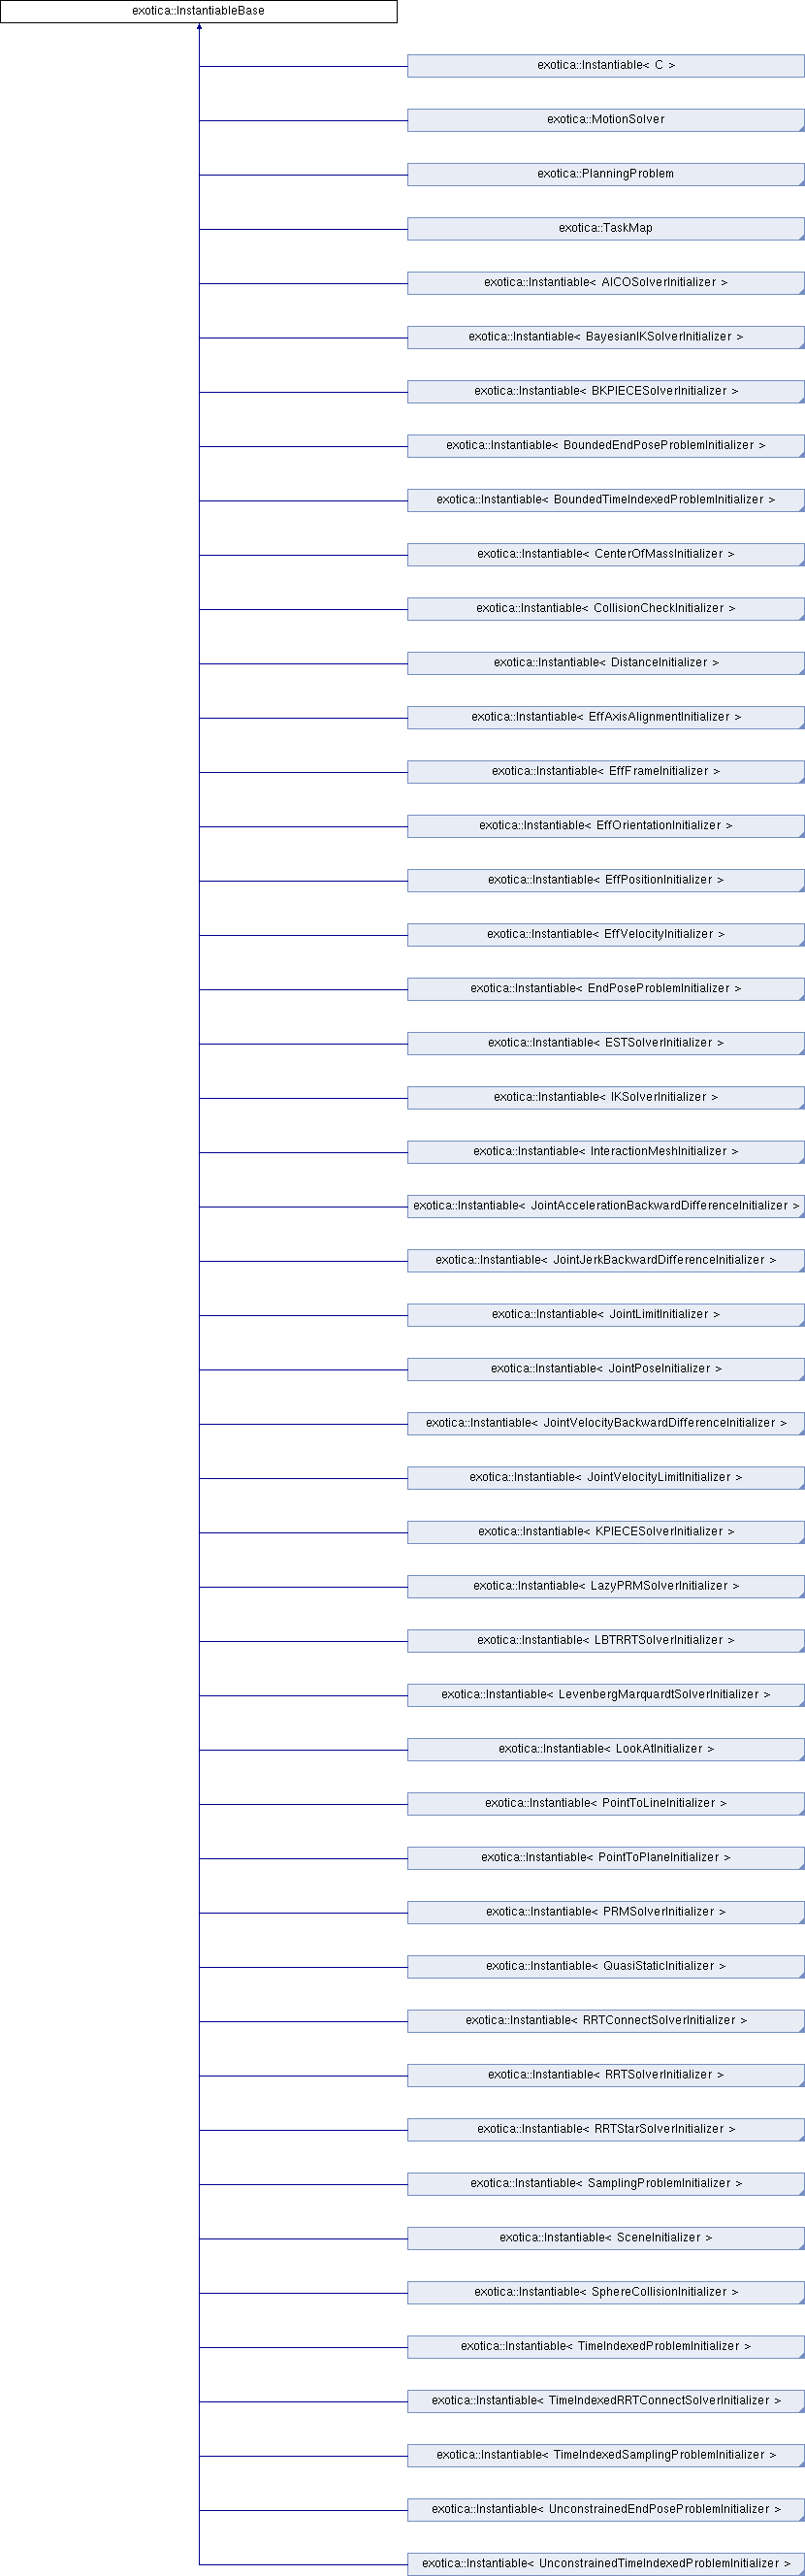 exotica::InstantiableBase
exotica::Instantiable< C >
exotica::MotionSolver
exotica::PlanningProblem
exotica::TaskMap
exotica::Instantiable< AICOSolverInitializer >
exotica::Instantiable< BayesianIKSolverInitializer >
exotica::Instantiable< BKPIECESolverInitializer >
exotica::Instantiable< BoundedEndPoseProblemInitializer >
exotica::Instantiable< BoundedTimeIndexedProblemInitializer >
exotica::Instantiable< CenterOfMassInitializer >
exotica::Instantiable< CollisionCheckInitializer >
exotica::Instantiable< DistanceInitializer >
exotica::Instantiable< EffAxisAlignmentInitializer >
exotica::Instantiable< EffFrameInitializer >
exotica::Instantiable< EffOrientationInitializer >
exotica::Instantiable< EffPositionInitializer >
exotica::Instantiable< EffVelocityInitializer >
exotica::Instantiable< EndPoseProblemInitializer >
exotica::Instantiable< ESTSolverInitializer >
exotica::Instantiable< IKSolverInitializer >
exotica::Instantiable< InteractionMeshInitializer >
exotica::Instantiable< JointAccelerationBackwardDifferenceInitializer >
exotica::Instantiable< JointJerkBackwardDifferenceInitializer >
exotica::Instantiable< JointLimitInitializer >
exotica::Instantiable< JointPoseInitializer >
exotica::Instantiable< JointVelocityBackwardDifferenceInitializer >
exotica::Instantiable< JointVelocityLimitInitializer >
exotica::Instantiable< KPIECESolverInitializer >
exotica::Instantiable< LazyPRMSolverInitializer >
exotica::Instantiable< LBTRRTSolverInitializer >
exotica::Instantiable< LevenbergMarquardtSolverInitializer >
exotica::Instantiable< LookAtInitializer >
exotica::Instantiable< PointToLineInitializer >
exotica::Instantiable< PointToPlaneInitializer >
exotica::Instantiable< PRMSolverInitializer >
exotica::Instantiable< QuasiStaticInitializer >
exotica::Instantiable< RRTConnectSolverInitializer >
exotica::Instantiable< RRTSolverInitializer >
exotica::Instantiable< RRTStarSolverInitializer >
exotica::Instantiable< SamplingProblemInitializer >
exotica::Instantiable< SceneInitializer >
exotica::Instantiable< SphereCollisionInitializer >
exotica::Instantiable< TimeIndexedProblemInitializer >
exotica::Instantiable< TimeIndexedRRTConnectSolverInitializer >
exotica::Instantiable< TimeIndexedSamplingProblemInitializer >
exotica::Instantiable< UnconstrainedEndPoseProblemInitializer >
exotica::Instantiable< UnconstrainedTimeIndexedProblemInitializer >